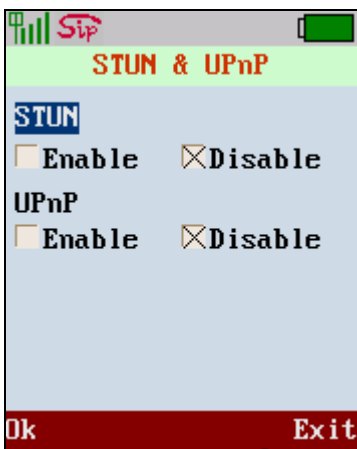 Sip
STUN & UPnP
STUN
Enable Disable
UPnP
Enable Disable
Ok Exit